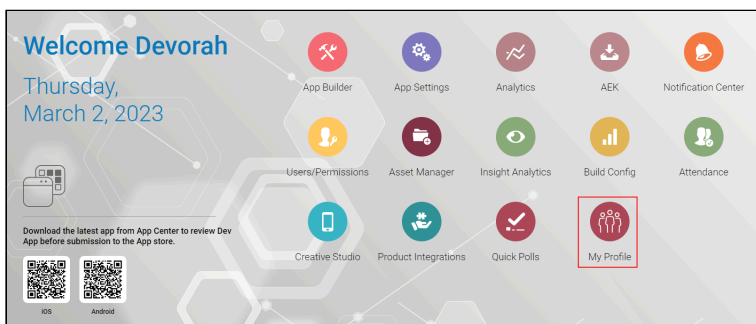 Welcome Devorah
Thursday,
March 2, 2023
Download the latest app from App Center to review Dev
App before submission to the App store.
iOS
Android
App Builder
App Settings
Analytics
AEK
Notification Center
Users/Permissions
Asset Manager
Insight Analytics
Build Config
Attendance
Creative Studio
Product Integrations
Quick Polls
My Profile